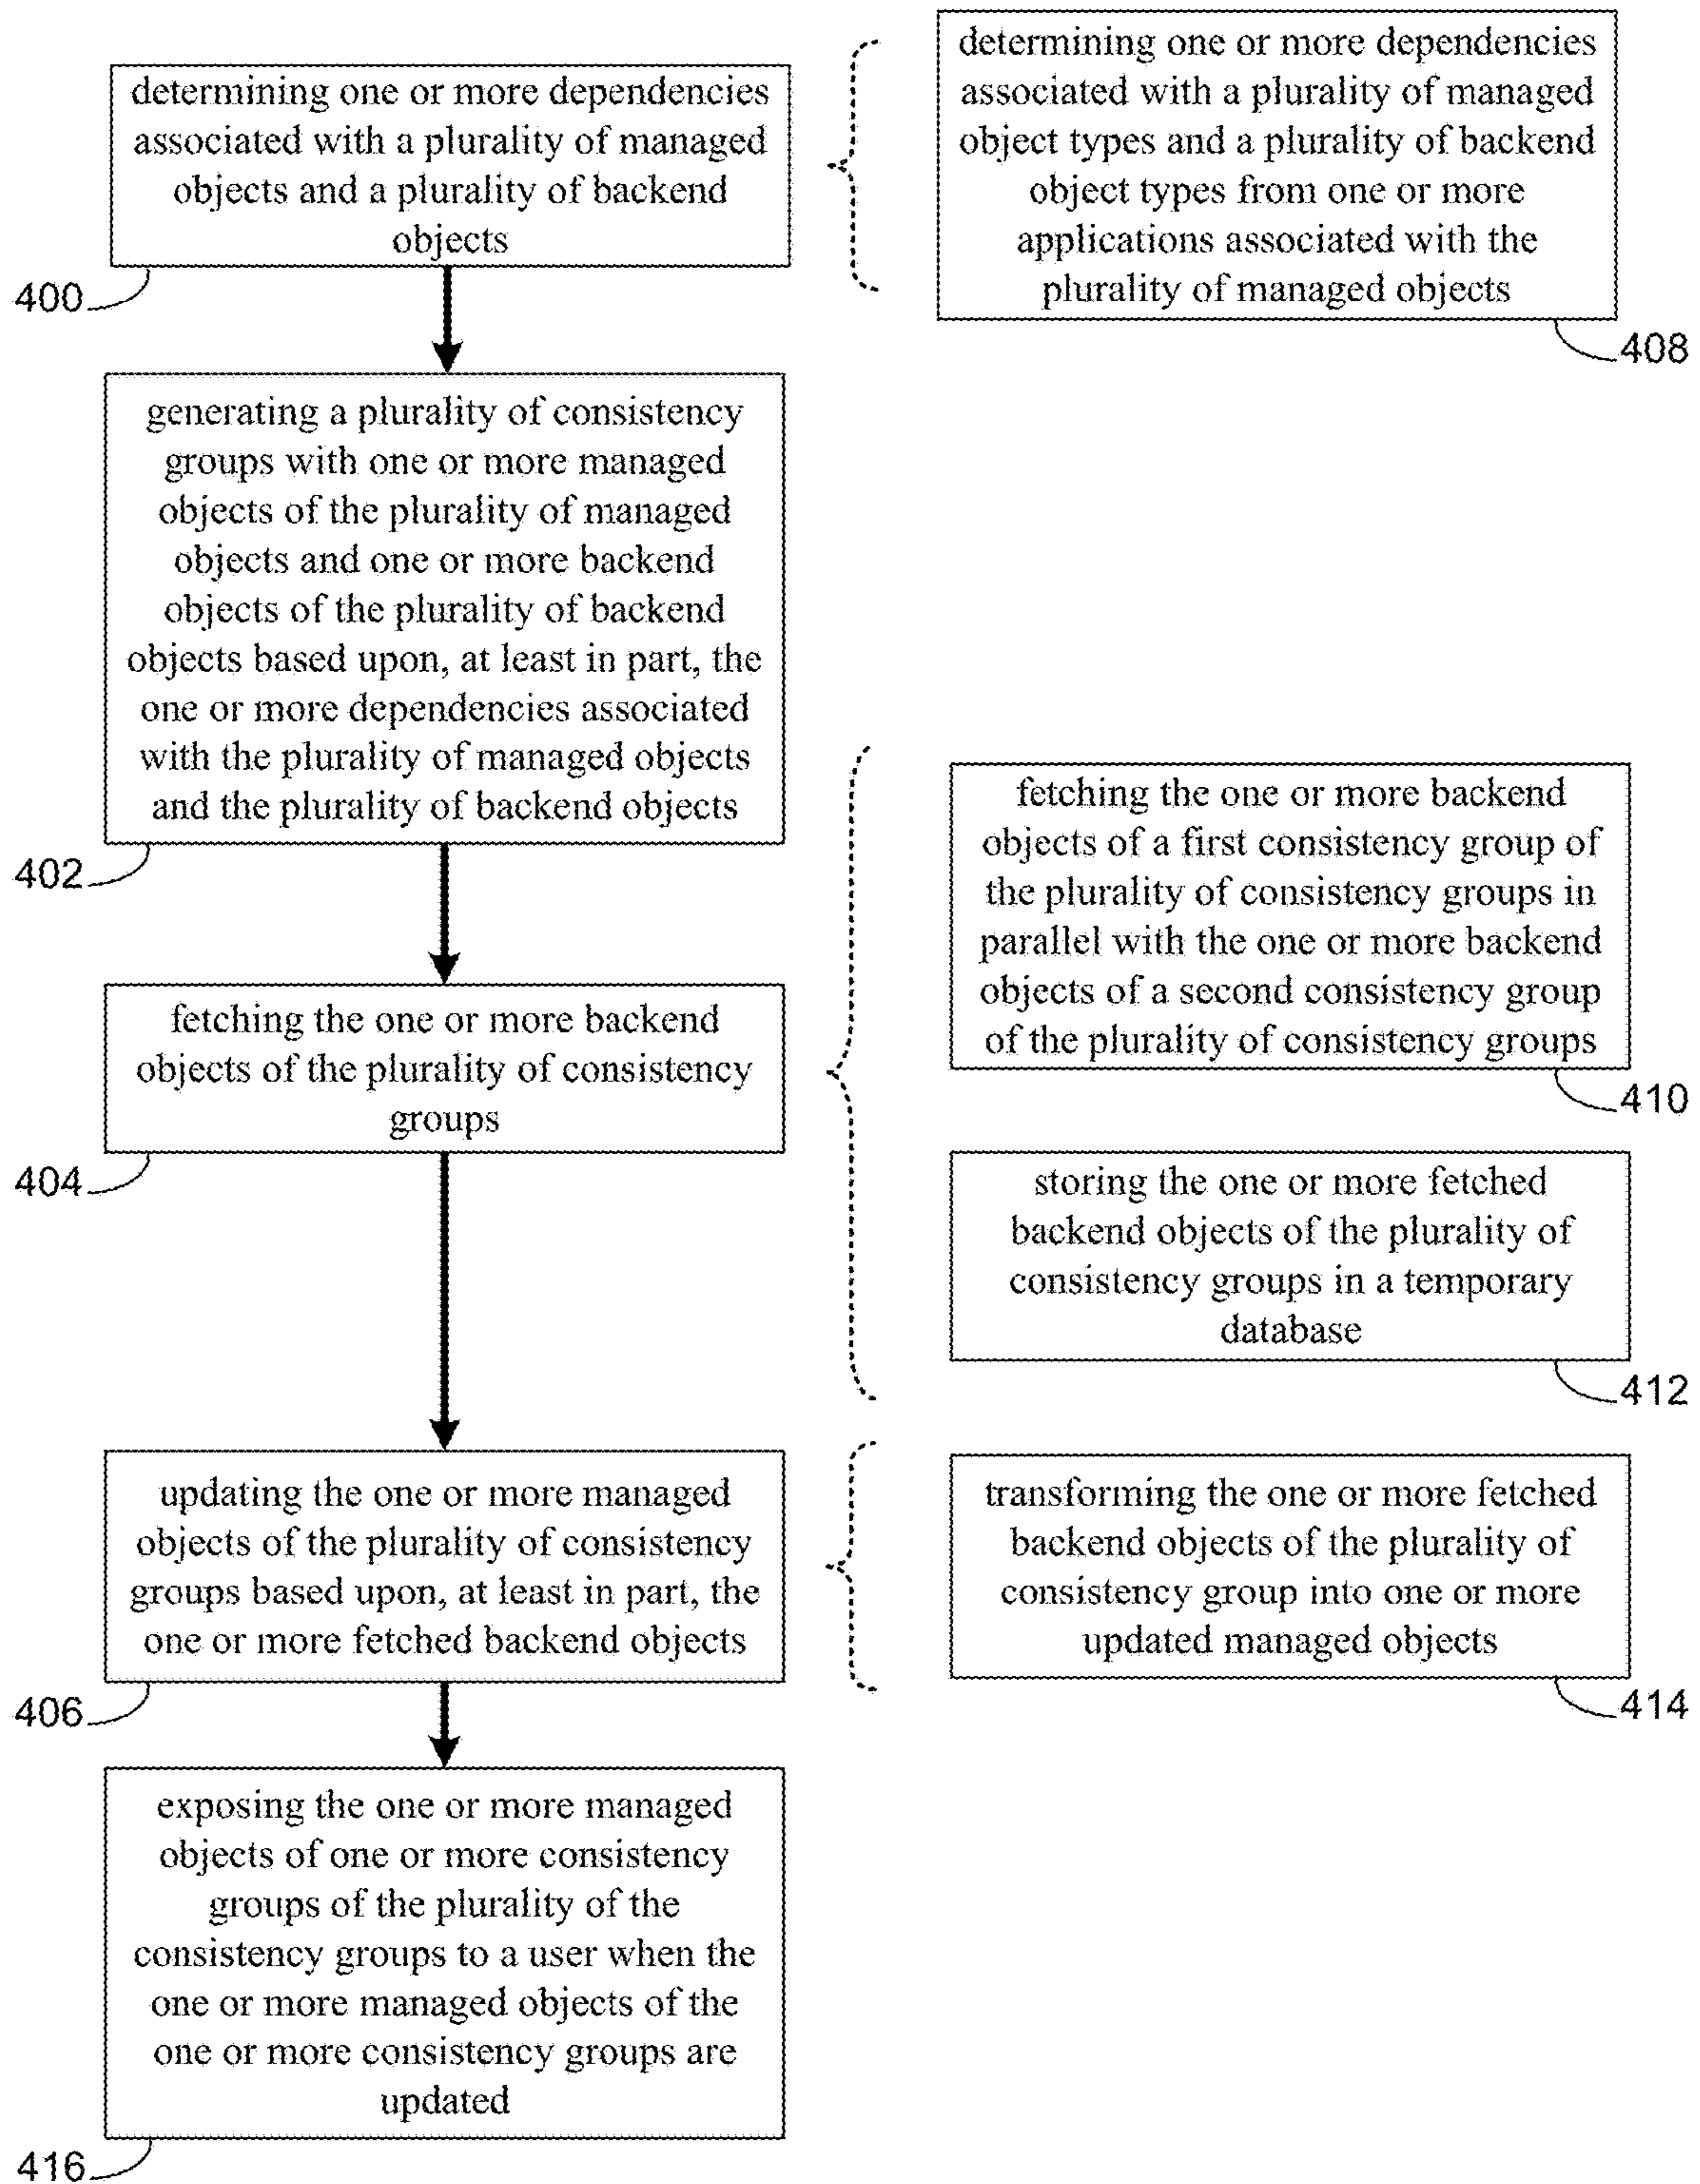 determining one or more dependencies
associated with a plurality of managed
objects and a plurality of backend
objects
400
determining one or more dependencies
associated with a plurality of managed
object types and a plurality of backend
object types from one or more
applications associated with the
plurality of managed objects
408
generating a plurality of consistency
groups with one or more managed
objects of the plurality of managed
objects and one or more backend
objects of the plurality of backend
objects based upon, at least in part, the
one or more dependencies associated
with the plurality of managed objects
and the plurality of backend objects
402
fetching the one or more backend
objects of the plurality of consistency
groups
404
fetching the one or more backend
objects of a first consistency group of
the plurality of consistency groups in
parallel with the one or more backend
objects of a second consistency group
of the plurality of consistency groups
410
storing the one or more fetched
backend objects of the plurality of
consistency groups in a temporary
database
412
updating the one or more managed
objects of the plurality of consistency
groups based upon, at least in part, the
one or more fetched backend objects
406
transforming the one or more fetched
backend objects of the plurality of
consistency group into one or more
updated managed objects
414
exposing the one or more managed
objects of one or more consistency
groups of the plurality of the
consistency groups to a user when the
one or more managed objects of the
one or more consistency groups are
updated
416